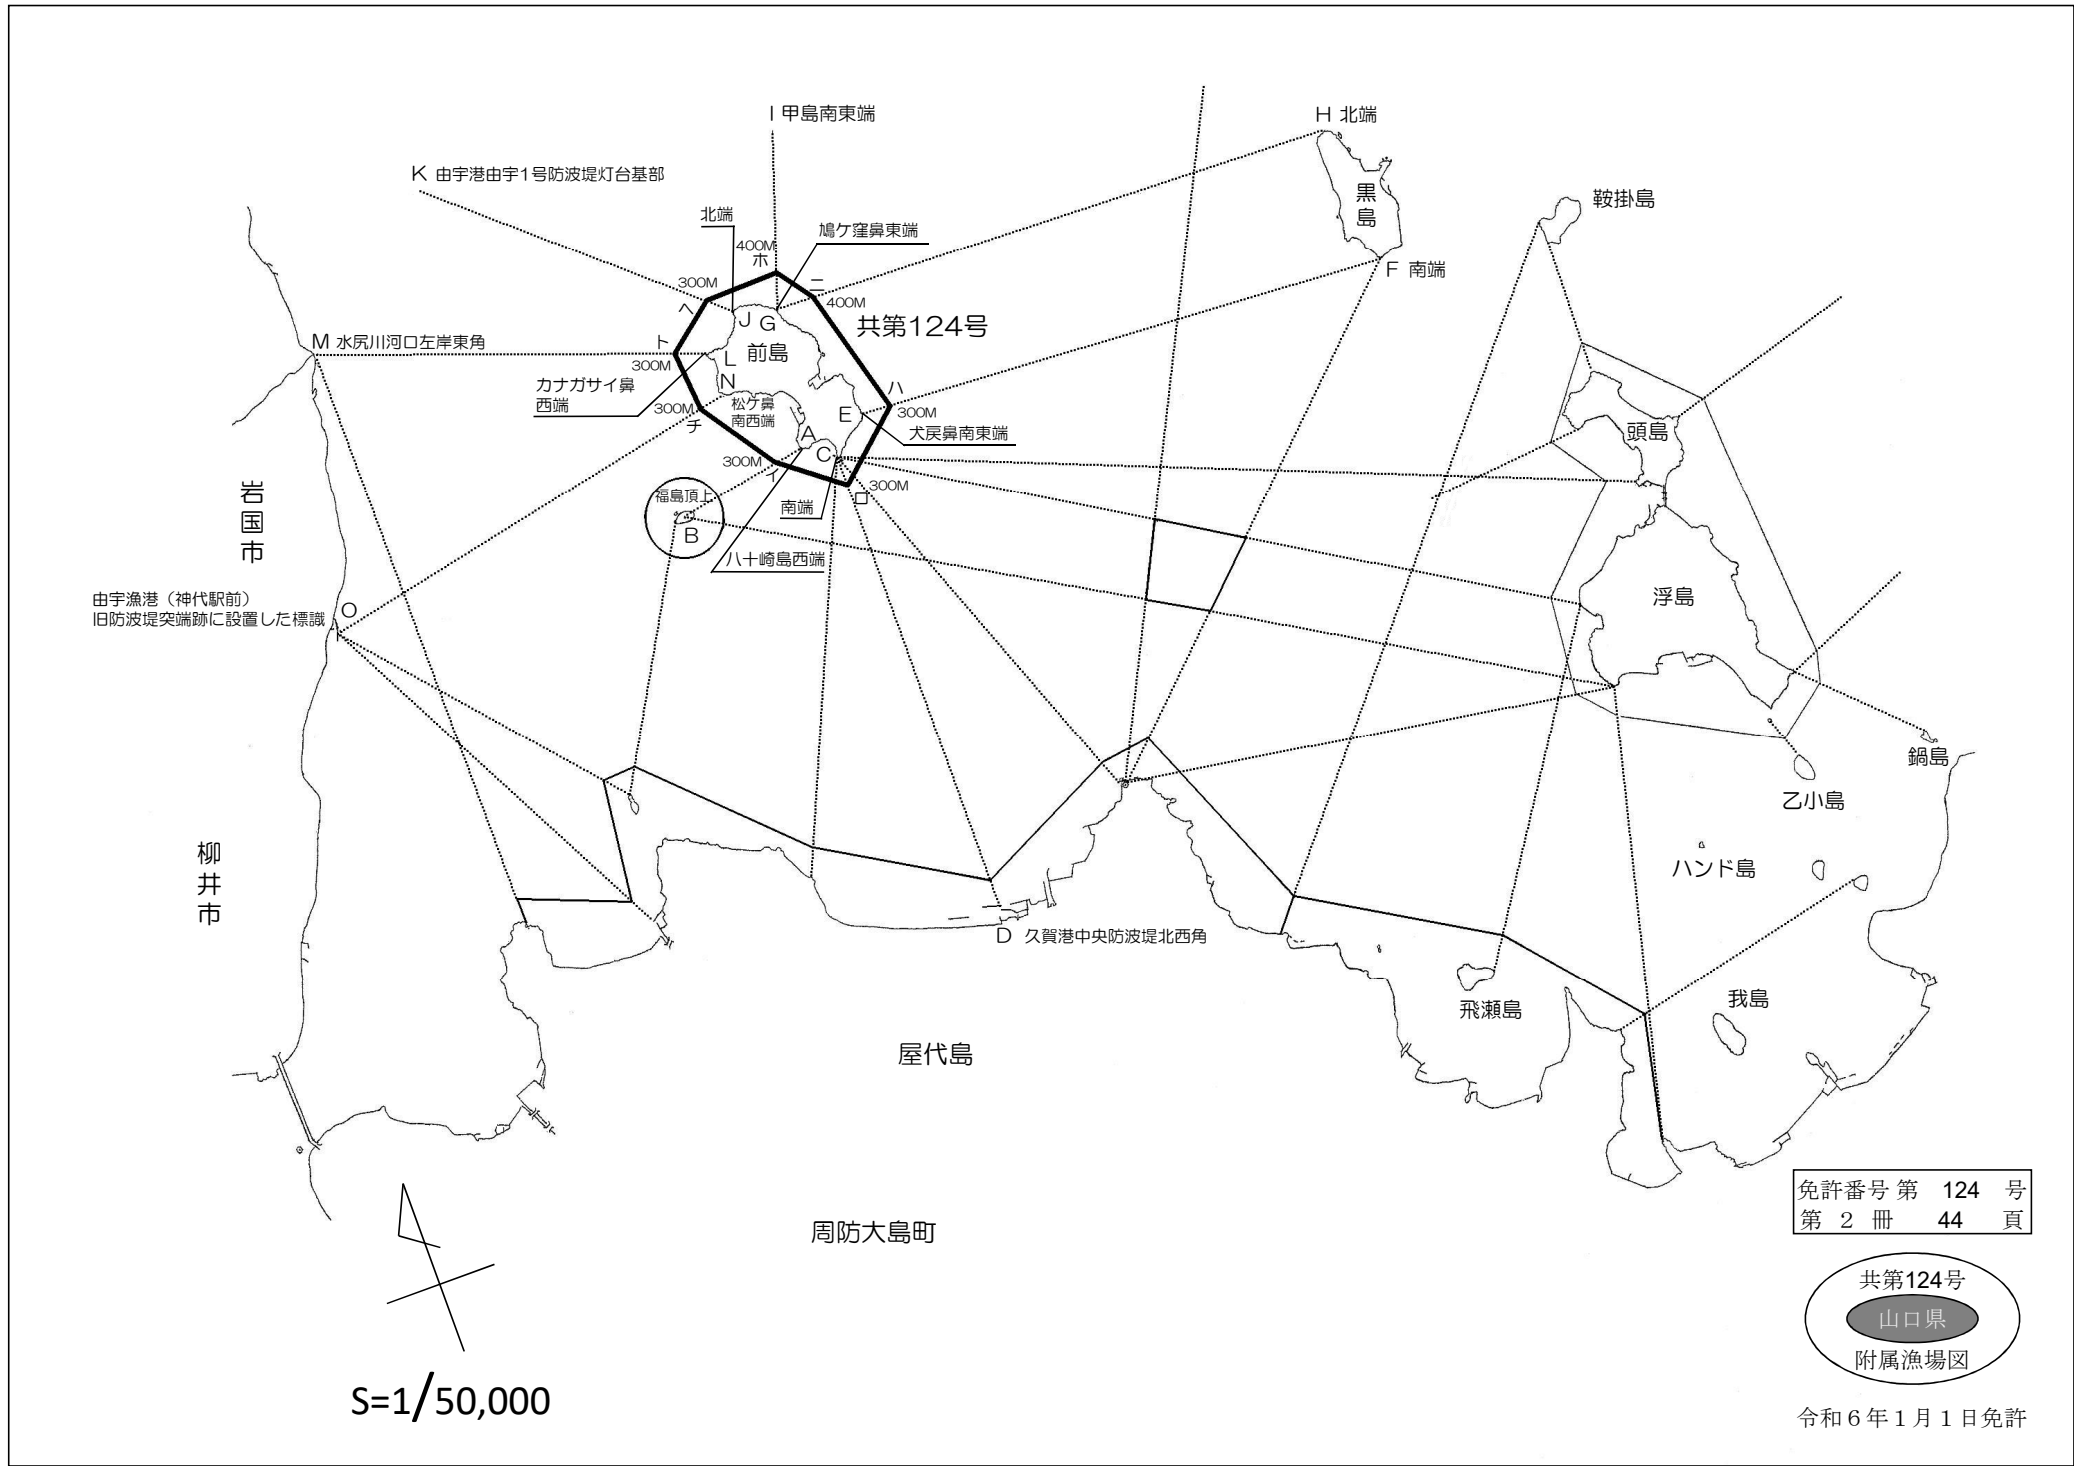 I 甲島南東端
H 北端
K 由宇港由宇1号防波堤灯台基部
黒島
鞍掛島
北端
鳩ケ窪鼻東端
400M
ホ
F 南端
300M
ニ
400M
ヘ
J
G
共第124号
M 水尻川河口左岸東角
ト
L
前島
300M
カナガサイ鼻
西端
N
ハ
300M
松ケ鼻
南西端
E
300M
チ
犬戻鼻南東端
頭島
A
C
300M
イ
300M
ロ
岩国市
福島頂上
南端
B
八十崎島西端
由宇漁港（神代駅前）
旧防波堤突端跡に設置した標識
O
浮島
鍋島
乙小島
柳井市
ハンド島
D 久賀港中央防波堤北西角
飛瀬島
我島
屋代島
周防大島町
免許番号 第 124 号
第 2 冊 44 頁
共第124号
山口県
附属漁場図
S=1/50,000
令和６年１月１日免許